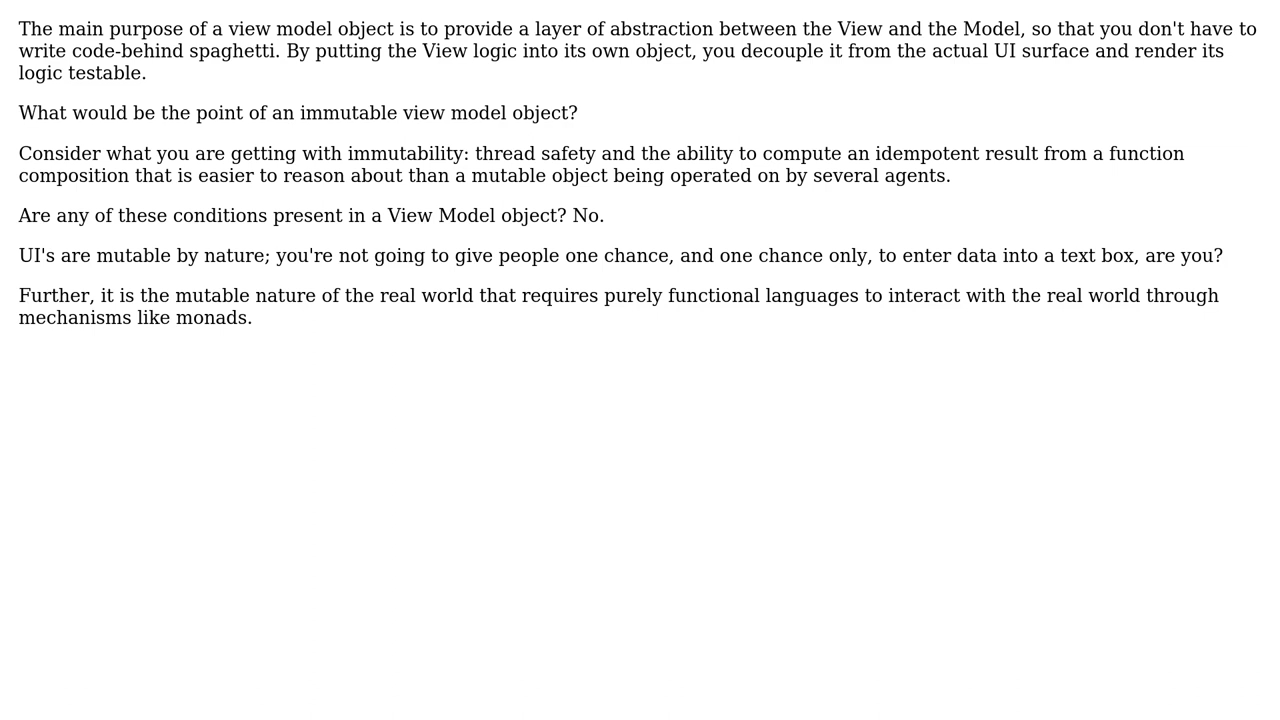 The main purpose of a view model object is to provide a layer of abstraction between the View and the Model, so that you don't have to
write code-behind spaghetti. By putting the View logic into its own object, you decouple it from the actual UI surface and render its
logic testable.
What would be the point of an immutable view model object?
Consider what you are getting with immutability: thread safety and the ability to compute an idempotent result from a function
composition that is easier to reason about than a mutable object being operated on by several agents.
Are any of these conditions present in a View Model object? No.
UI's are mutable by nature; you're not going to give people one chance, and one chance only, to enter data into a text box, are you?
Further, it is the mutable nature of the real world that requires purely functional languages to interact with the real world through
mechanisms like monads.